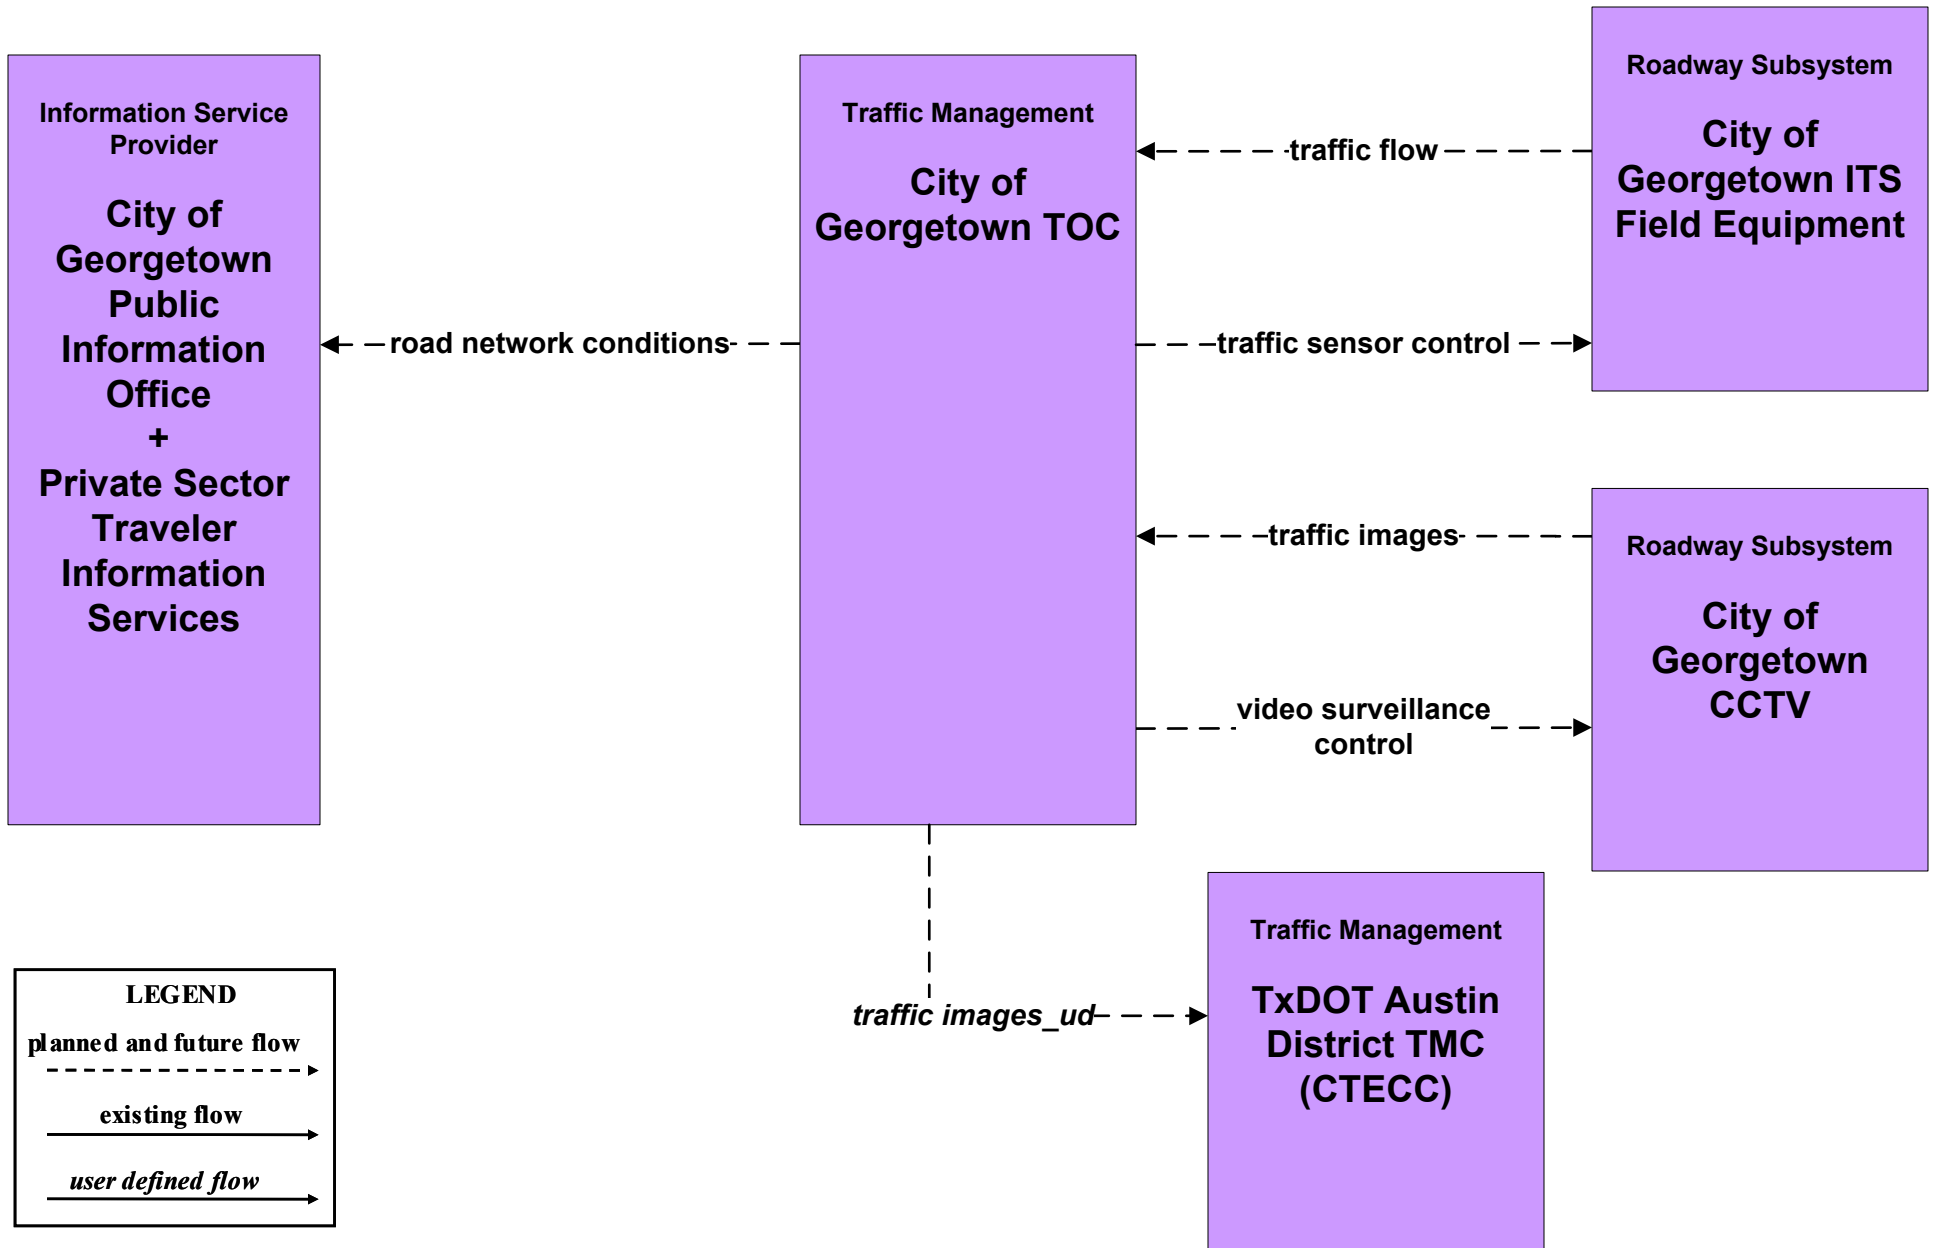 Information Service
Provider
City of
Georgetown
Public
Information
Office
+
Private Sector
Traveler
Information
Services
road network conditions
Traffic Management
City of
Georgetown TOC
traffic flow
traffic sensor control
traffic images
video surveillance
control
Roadway Subsystem
City of
Georgetown ITS
Field Equipment
Roadway Subsystem
City of
Georgetown
CCTV
traffic images_ud
Traffic Management
TxDOT Austin
District TMC
(CTECC)
LEGEND
planned and future flow
existing flow
user defined flow